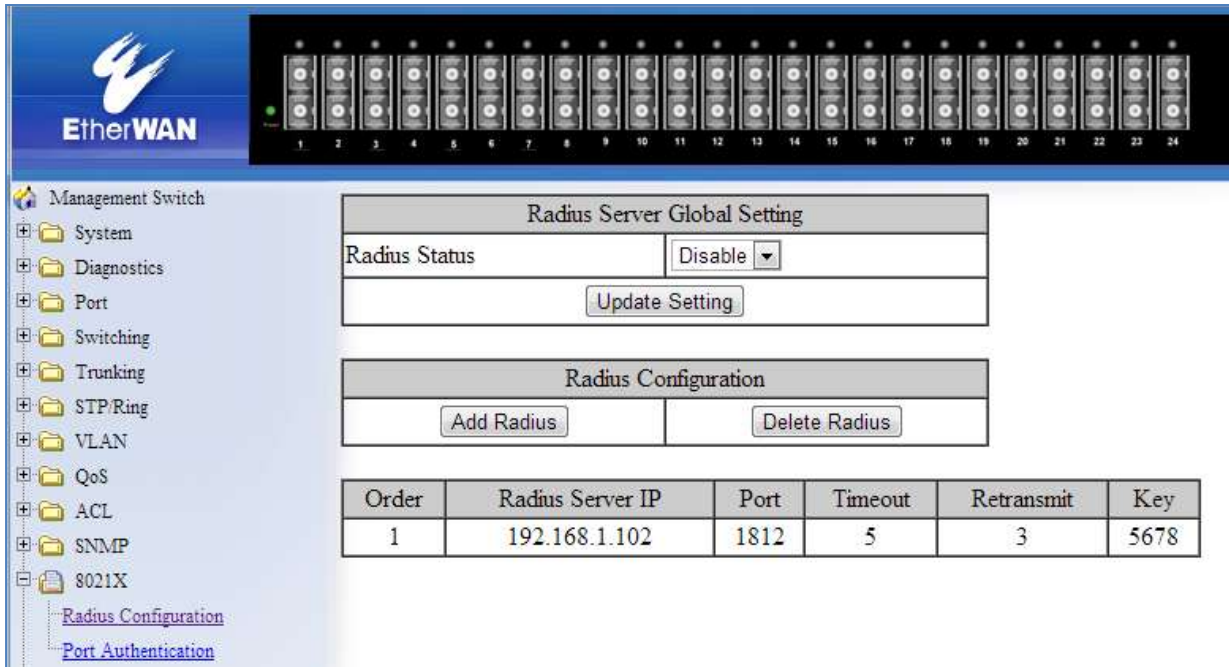 EtherWAN
Power
1 2 3 4 5 6 7 8 9 10 11 12 13 14 15 16 17 18 19 20 21 22 23 24
Management Switch
System
Diagnostics
Port
Switching
Trunking
STP/Ring
VLAN
QoS
ACL
SNMP
8021X
Radius Configuration
Port Authentication
Radius Server Global Setting
Radius Status Disable
Update Setting
Radius Configuration
Add Radius Delete Radius
Order Radius Server IP Port Timeout Retransmit Key
1 192.168.1.102 1812 5 3 5678